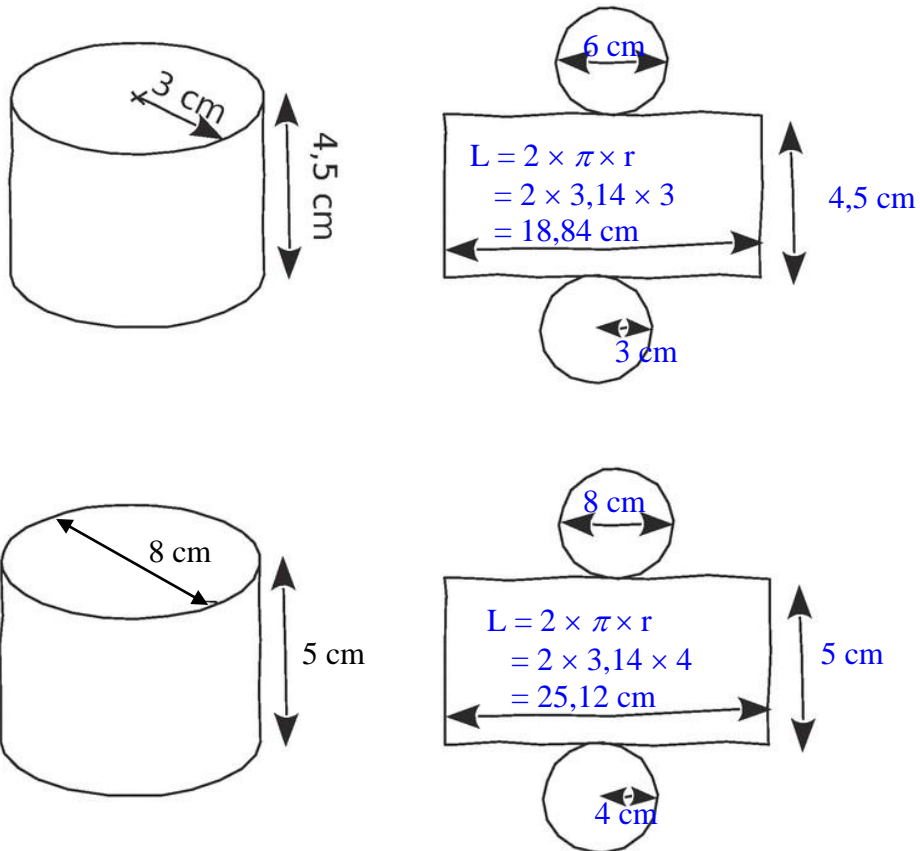 3 cm
4,5 cm
6 cm
L = 2 × π × r
= 2 × 3,14 × 3
= 18,84 cm
4,5 cm
3 cm
8 cm
5 cm
8 cm
L = 2 × π × r
= 2 × 3,14 × 4
= 25,12 cm
5 cm
4 cm